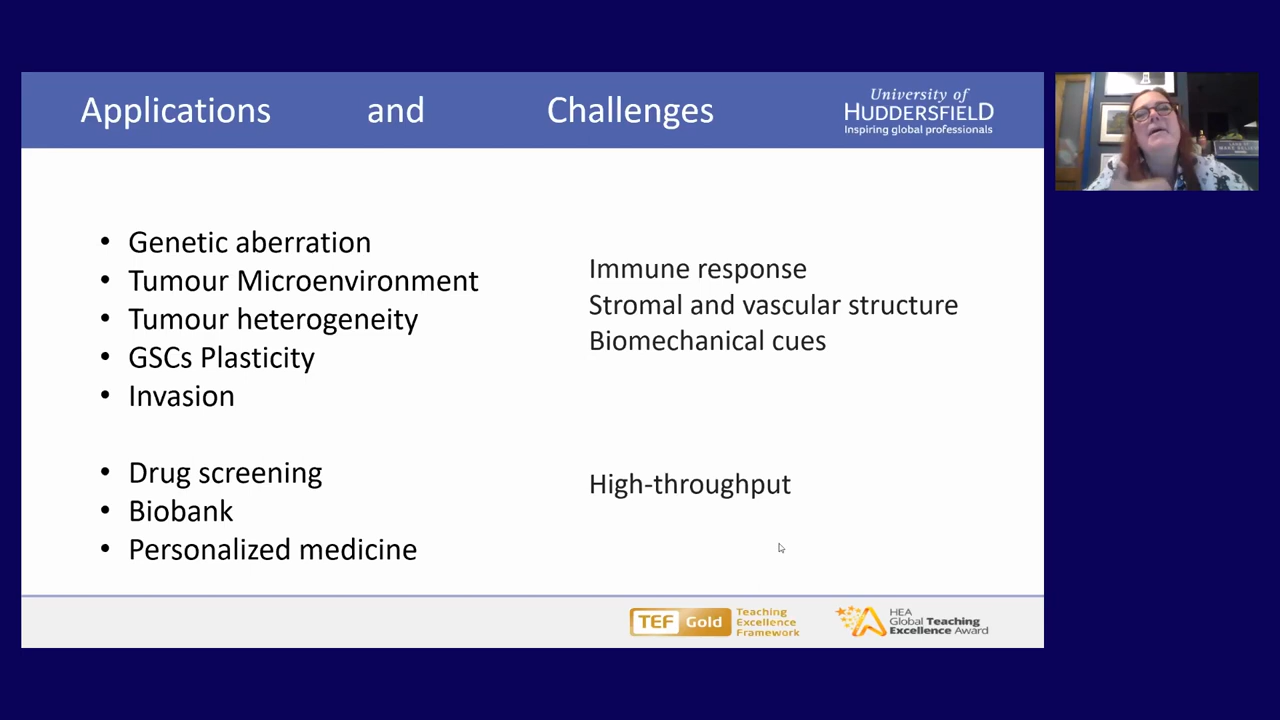 Applications and Challenges
University of
HUDDERSFIELD
Inspiring global professionals
• Genetic aberration
• Tumour Microenvironment
• Tumour heterogeneity
• GSCs Plasticity
• Invasion
• Drug screening
• Biobank
• Personalized medicine
Immune response
Stromal and vascular structure
Biomechanical cues
High-throughput
TEF Gold
Teaching
Excellence
Framework
HEA
Global Teaching
Excellence Award